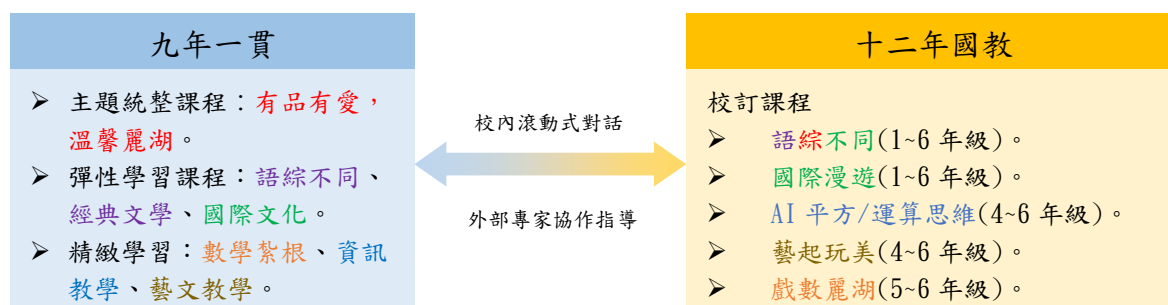 九年一貫
➢ 主題統整課程：有品有愛，
溫馨麗湖。
➢ 彈性學習課程：語綜不同、
經典文學、國際文化。
➢ 精緻學習：數學紮根、資訊
教學、藝文教學。
校內滾動式對話
外部專家協作指導
十二年國教
校訂課程
➢ 語綜不同(1~6 年級)。
➢ 國際漫遊(1~6 年級)。
➢ AI 平方/運算思維(4~6 年級)。
➢ 藝起玩美(4~6 年級)。
➢ 戲數麗湖(5~6 年級)。